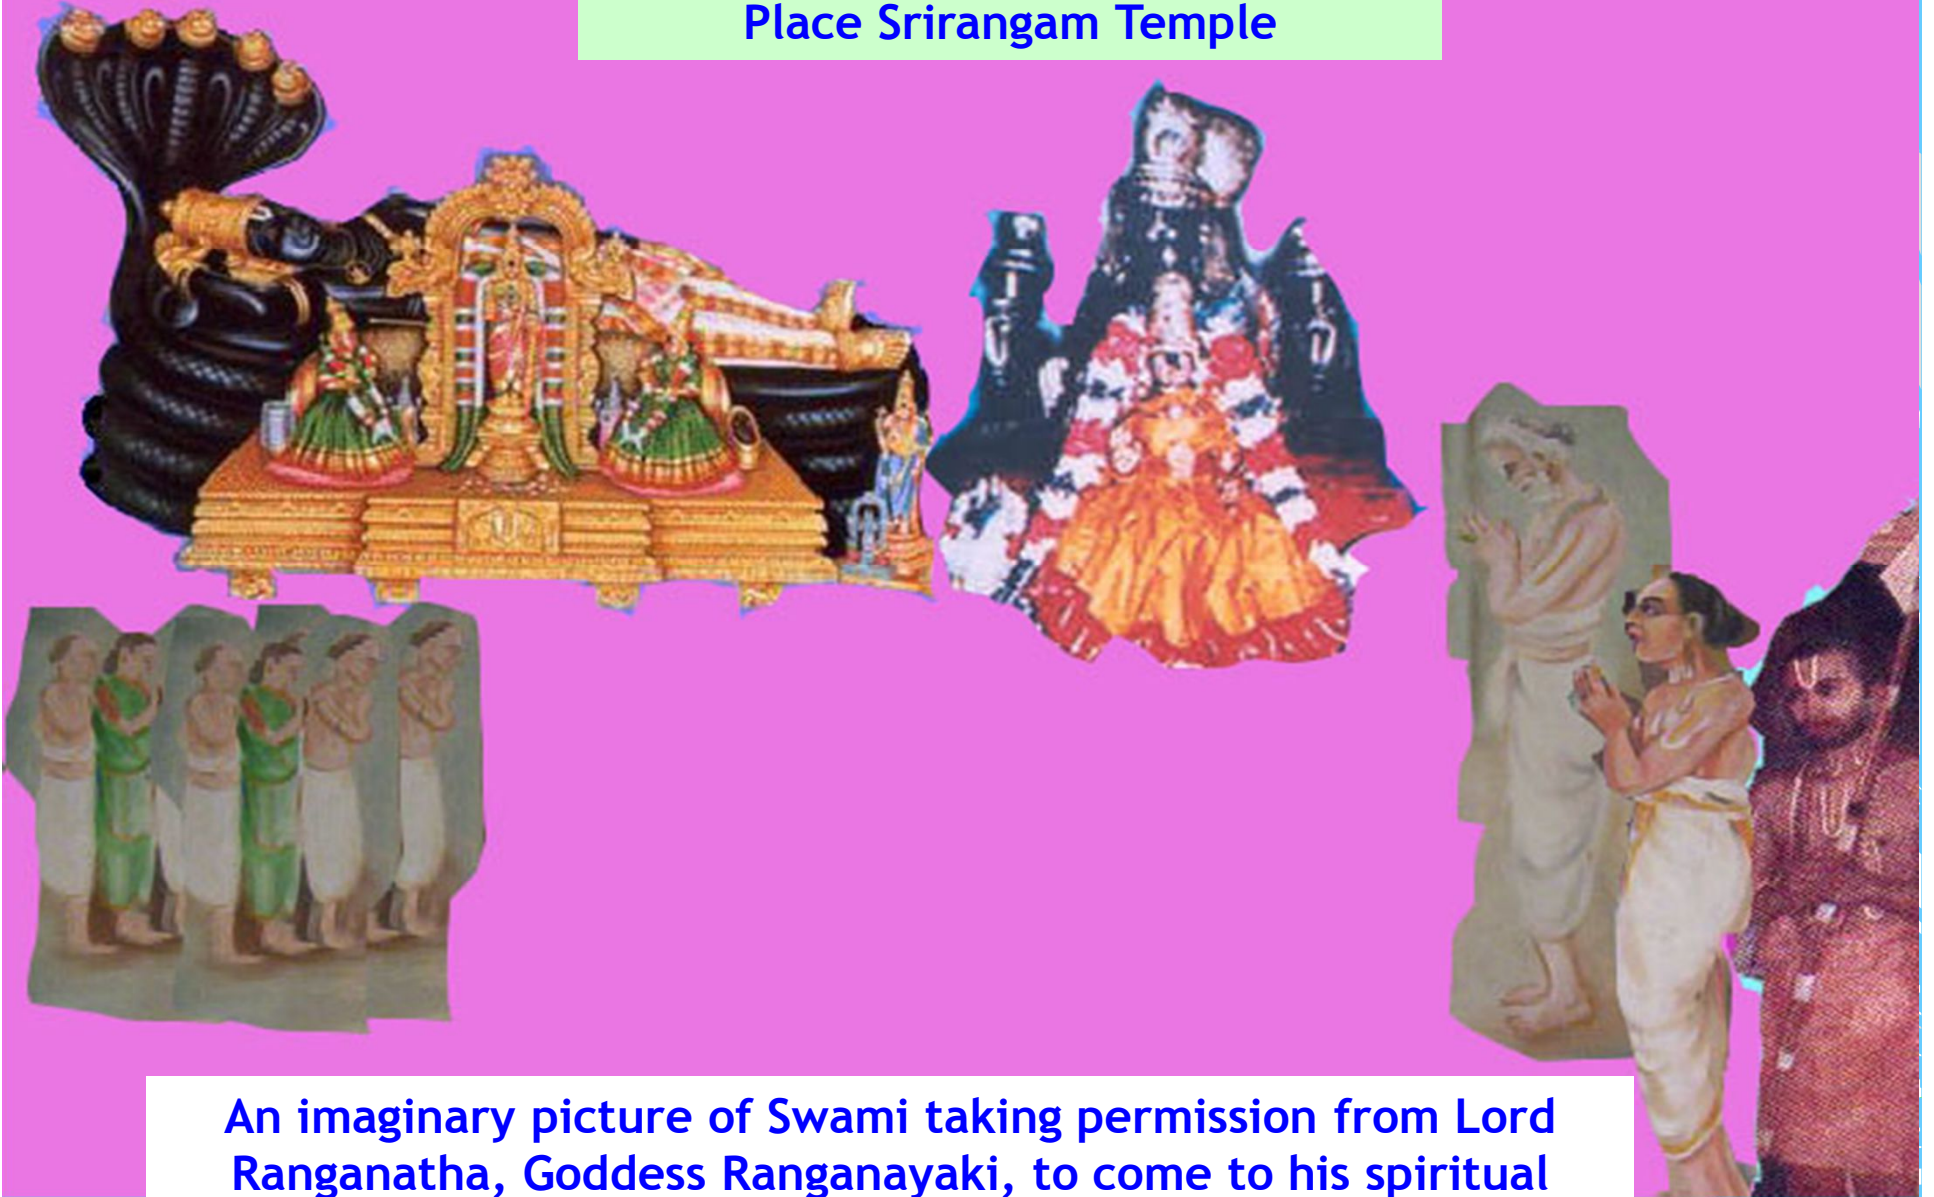 Place Srirangam Temple
An imaginary picture of Swami taking permission from Lord
Ranganatha, Goddess Ranganayaki, to come to his spiritual